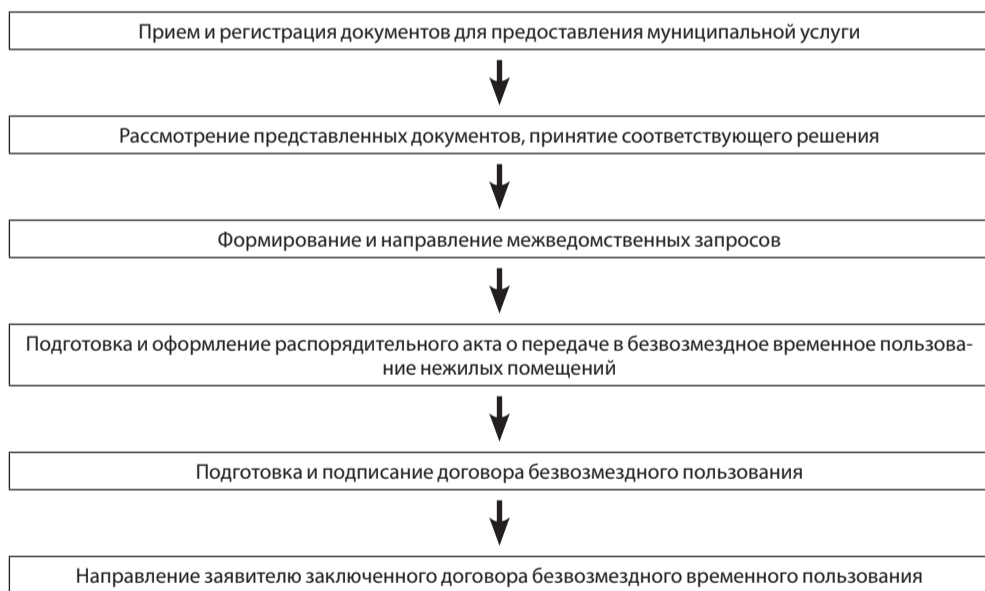 Прием и регистрация документов для предоставления муниципальной услуги
Рассмотрение представленных документов, принятие соответствующего решения
Формирование и направление межведомственных запросов
Подготовка и оформление распорядительного акта о передаче в безвозмездное временное пользова-
ние нежилых помещений
Подготовка и подписание договора безвозмездного пользования
Направление заявителю заключенного договора безвозмездного временного пользования